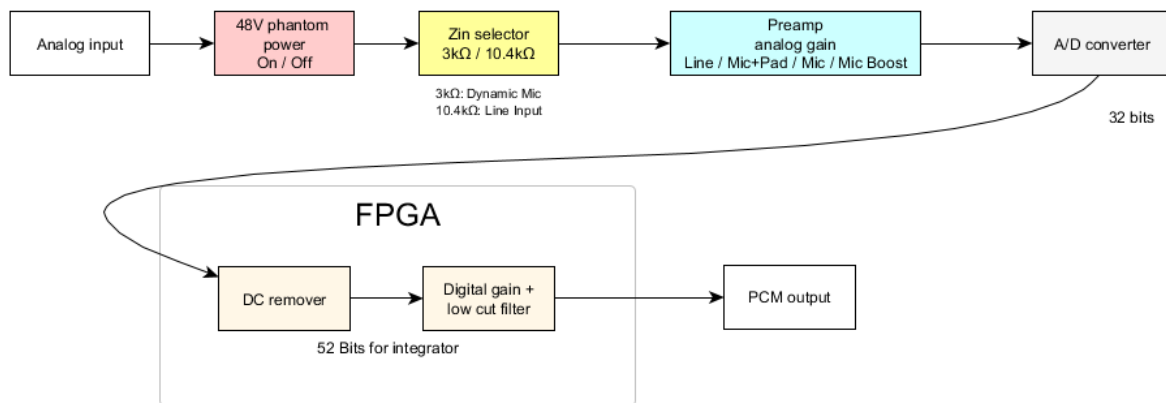 Analog input
48V phantom
power
On / Off
Zin selector
3kΩ / 10.4kΩ
Preamp
analog gain
Line / Mic+Pad / Mic / Mic Boost
A/D converter
3kΩ: Dynamic Mic
10.4kΩ: Line Input
32 bits
FPGA
DC remover
Digital gain +
low cut filter
PCM output
52 Bits for integrator